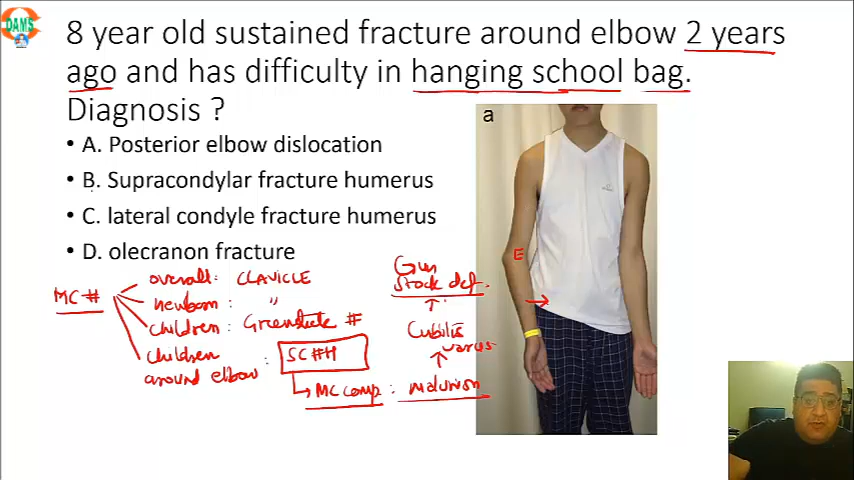 DAMS
8 year old sustained fracture around elbow 2 years
ago and has difficulty in hanging school bag.
Diagnosis ?
• A. Posterior elbow dislocation
• B. Supracondylar fracture humerus
• C. lateral condyle fracture humerus
• D. olecranon fracture
a
E
MC #
overall: CLAVICLE
newborn: "
children: Greenstick #
children
around elbow: SC#H
MC comp: malunion
Cubitus
varus
Gun
Stock def.